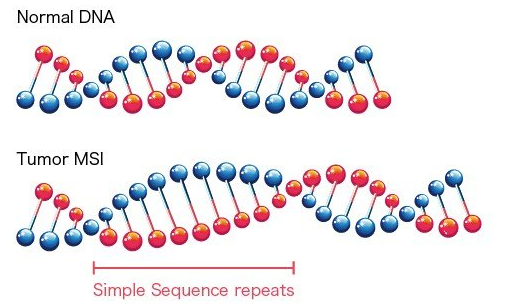 Normal DNA
Tumor MSI
Simple Sequence repeats